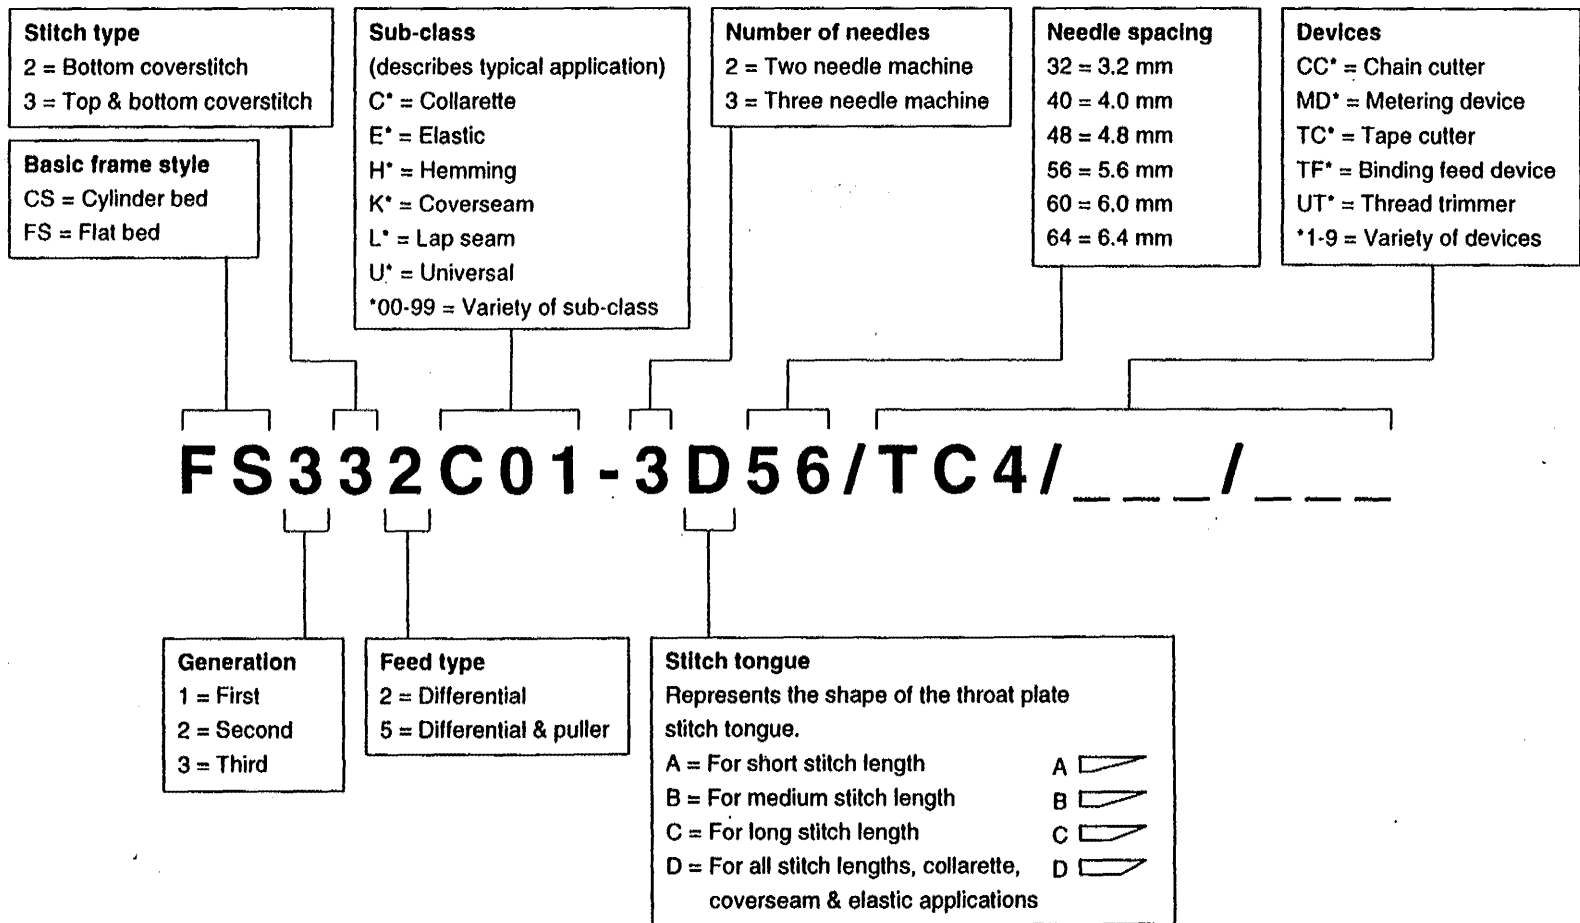 Stitch type
2 = Bottom coverstitch
3 = Top & bottom coverstitch
Basic frame style
CS = Cylinder bed
FS = Flat bed
Sub-class
(describes typical application)
C* = Collarette
E* = Elastic
H* = Hemming
K* = Coverseam
L* = Lap seam
U* = Universal
*00-99 = Variety of sub-class
Number of needles
2 = Two needle machine
3 = Three needle machine
Needle spacing
32 = 3.2 mm
40 = 4.0 mm
48 = 4.8 mm
56 = 5.6 mm
60 = 6.0 mm
64 = 6.4 mm
Devices
CC* = Chain cutter
MD* = Metering device
TC* = Tape cutter
TF* = Binding feed device
UT* = Thread trimmer
*1-9 = Variety of devices
FS332C01-3D56/TC4/___/___
Generation
1 = First
2 = Second
3 = Third
Feed type
2 = Differential
5 = Differential & puller
Stitch tongue
Represents the shape of the throat plate
stitch tongue.
A = For short stitch length A
B = For medium stitch length B
C = For long stitch length C
D = For all stitch lengths, collarette, D
coverseam & elastic applications